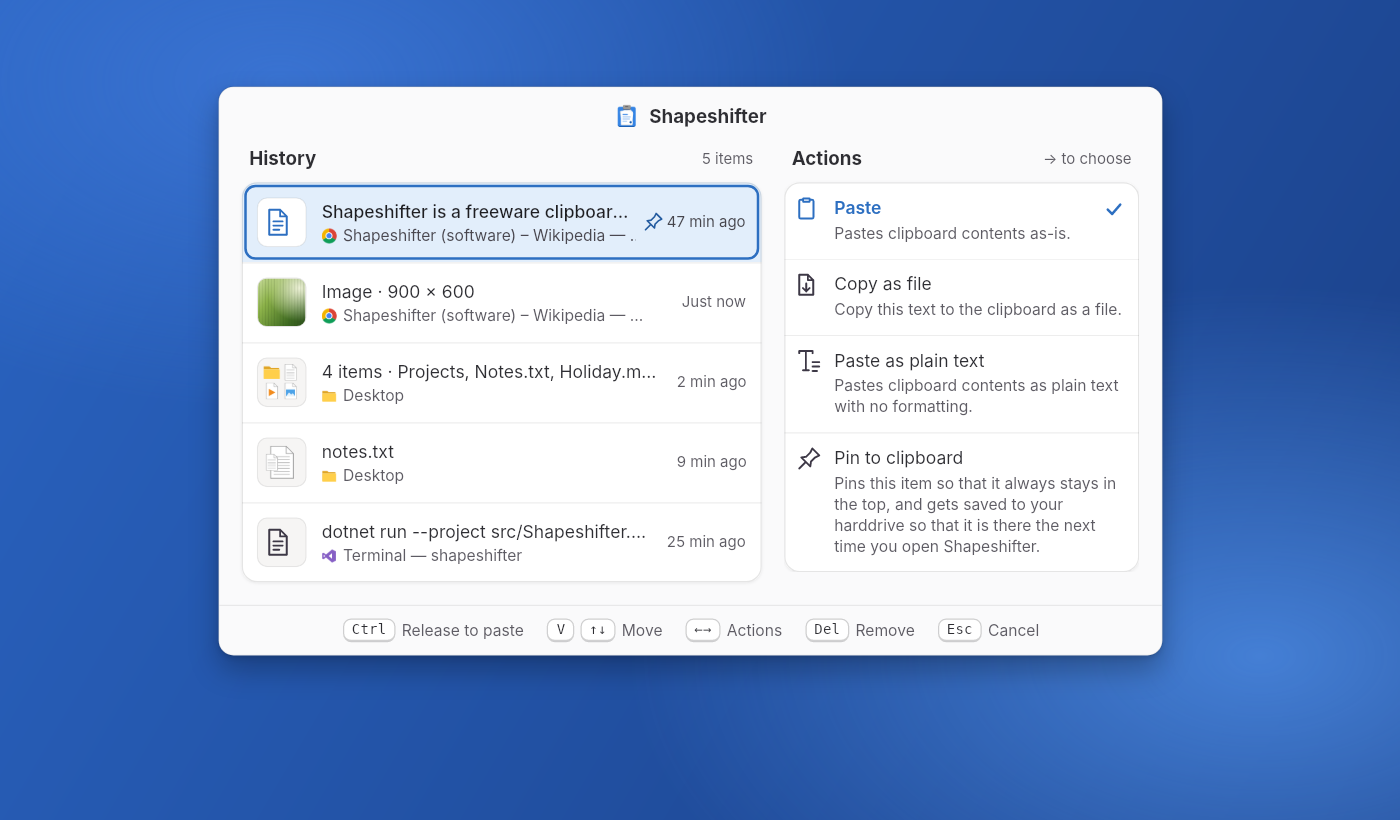 Shapeshifter
History
5 items
Shapeshifter is a freeware clipboar...
47 min ago
Shapeshifter (software) – Wikipedia — .
Image · 900 × 600
Just now
Shapeshifter (software) – Wikipedia — ...
4 items · Projects, Notes.txt, Holiday.m...
2 min ago
Desktop
notes.txt
9 min ago
Desktop
dotnet run --project src/Shapeshifter....
25 min ago
Terminal — shapeshifter
Actions
→ to choose
Paste
Pastes clipboard contents as-is.
Copy as file
Copy this text to the clipboard as a file.
Paste as plain text
Pastes clipboard contents as plain text
with no formatting.
Pin to clipboard
Pins this item so that it always stays in
the top, and gets saved to your
harddrive so that it is there the next
time you open Shapeshifter.
Ctrl Release to paste V ↑↓ Move ←→ Actions Del Remove Esc Cancel